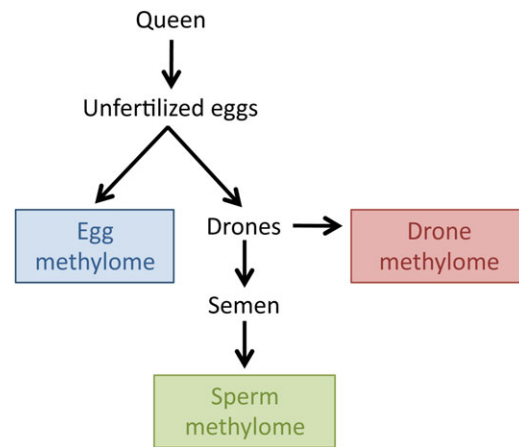 Queen
Unfertilized eggs
Egg
methylome
Drones
Drone
methylome
Semen
Sperm
methylome